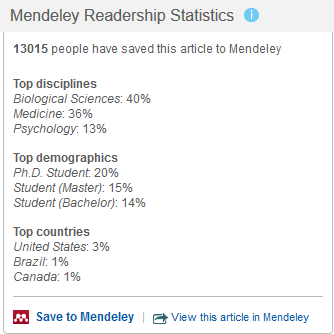 Mendeley Readership Statistics i
13015 people have saved this article to Mendeley
Top disciplines
Biological Sciences: 40%
Medicine: 36%
Psychology: 13%
Top demographics
Ph.D. Student: 20%
Student (Master): 15%
Student (Bachelor): 14%
Top countries
United States: 3%
Brazil: 1%
Canada: 1%
Save to Mendeley | View this article in Mendeley